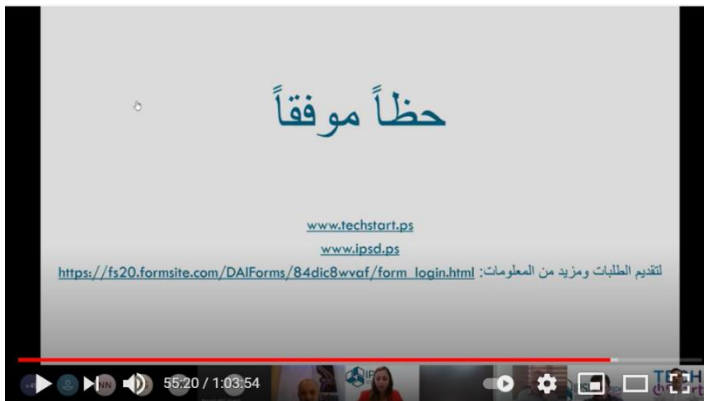 حظاً موفقاً
www.techstart.ps
www.ipsd.ps
لتقديم الطلبات ومزيد من المعلومات: https://fs20.formsite.com/DAIForms/84dic8wvaf/form_login.html
NN
55:20 / 1:03:54